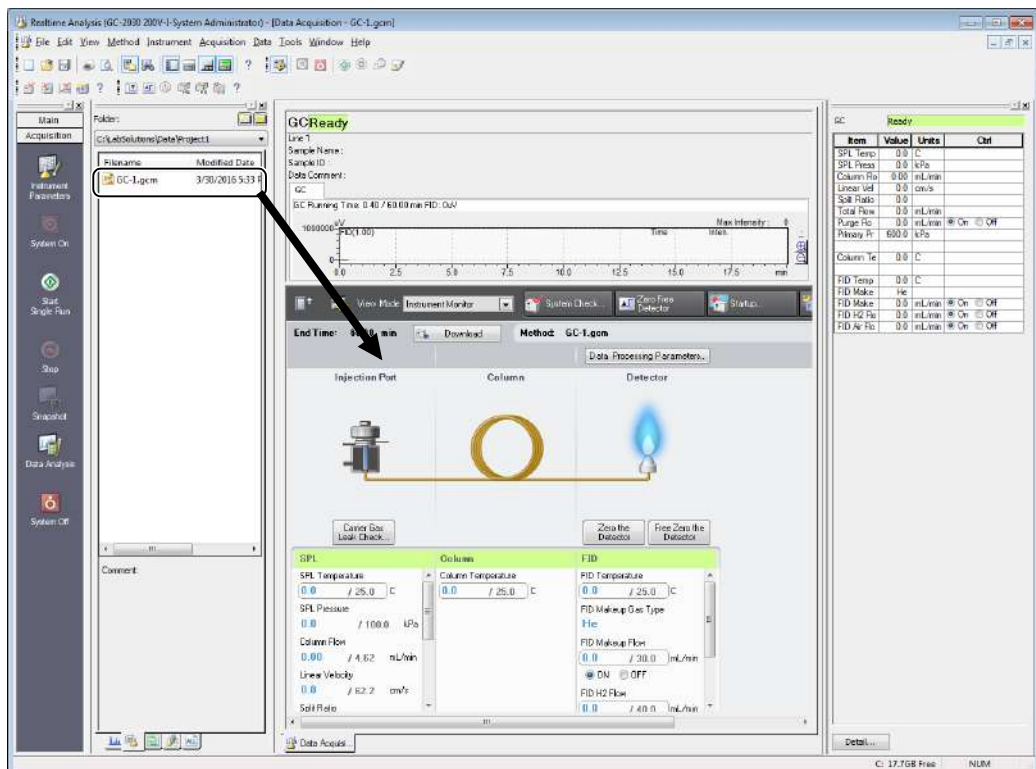 Realtime Analysis (GC-2030 200V-I-System Administrator) - [Data Acquisition - GC-1.gcm]
File Edit View Method Instrument Acquisition Data Tools Window Help
Main
Acquisition
Instrument
Parameters
System On
Start
Single Run
Stop
Snapshot
Data Analysis
System Off
Folder:
C:\LabSolutions\Data\Project1
Filename Modified Date
GC-1.gcm 3/30/2016 5:33 P
Comment:
GC Ready
Line 1
Sample Name :
Sample ID :
Data Comment :
GC
GC Running Time: 0.40 / 60.00 min FID: 0uV
uV Max Intensity :
1000000 FID(1.00) Time Inten.
0
0.0 2.5 5.0 7.5 10.0 12.5 15.0 17.5 min
View Mode: Instrument Monitor System Check... Zero Free Detector Startup...
End Time: min Download Method: GC-1.gcm
Data Processing Parameters...
Injection Port Column Detector
Carrier Gas
Leak Check...
Zero the
Detector
Free Zero the
Detector
SPL Column FID
SPL Temperature
0.0 / 25.0 C
SPL Pressure
0.0 / 100.0 kPa
Column Flow
0.00 / 4.62 mL/min
Linear Velocity
0.0 / 62.2 cm/s
Split Ratio
Column Temperature
0.0 / 25.0 C
FID Temperature
0.0 / 25.0 C
FID Makeup Gas Type
He
FID Makeup Flow
0.0 / 30.0 mL/min
ON OFF
FID H2 Flow
0.0 / 40.0 mL/min
Data Acquisi...
GC Ready
Item Value Units Ctrl
SPL Temp 0.0 C
SPL Press 0.0 kPa
Column Flo 0.00 mL/min
Linear Vel 0.0 cm/s
Split Ratio 0.0
Total Flow 0.0 mL/min
Purge Flo 0.0 mL/min On Off
Primary Pr 600.0 kPa
Column Te 0.0 C
FID Temp 0.0 C
FID Make He
FID Make 0.0 mL/min On Off
FID H2 Flo 0.0 mL/min On Off
FID Air Flo 0.0 mL/min On Off
Detail...
C: 17.7GB Free NUM